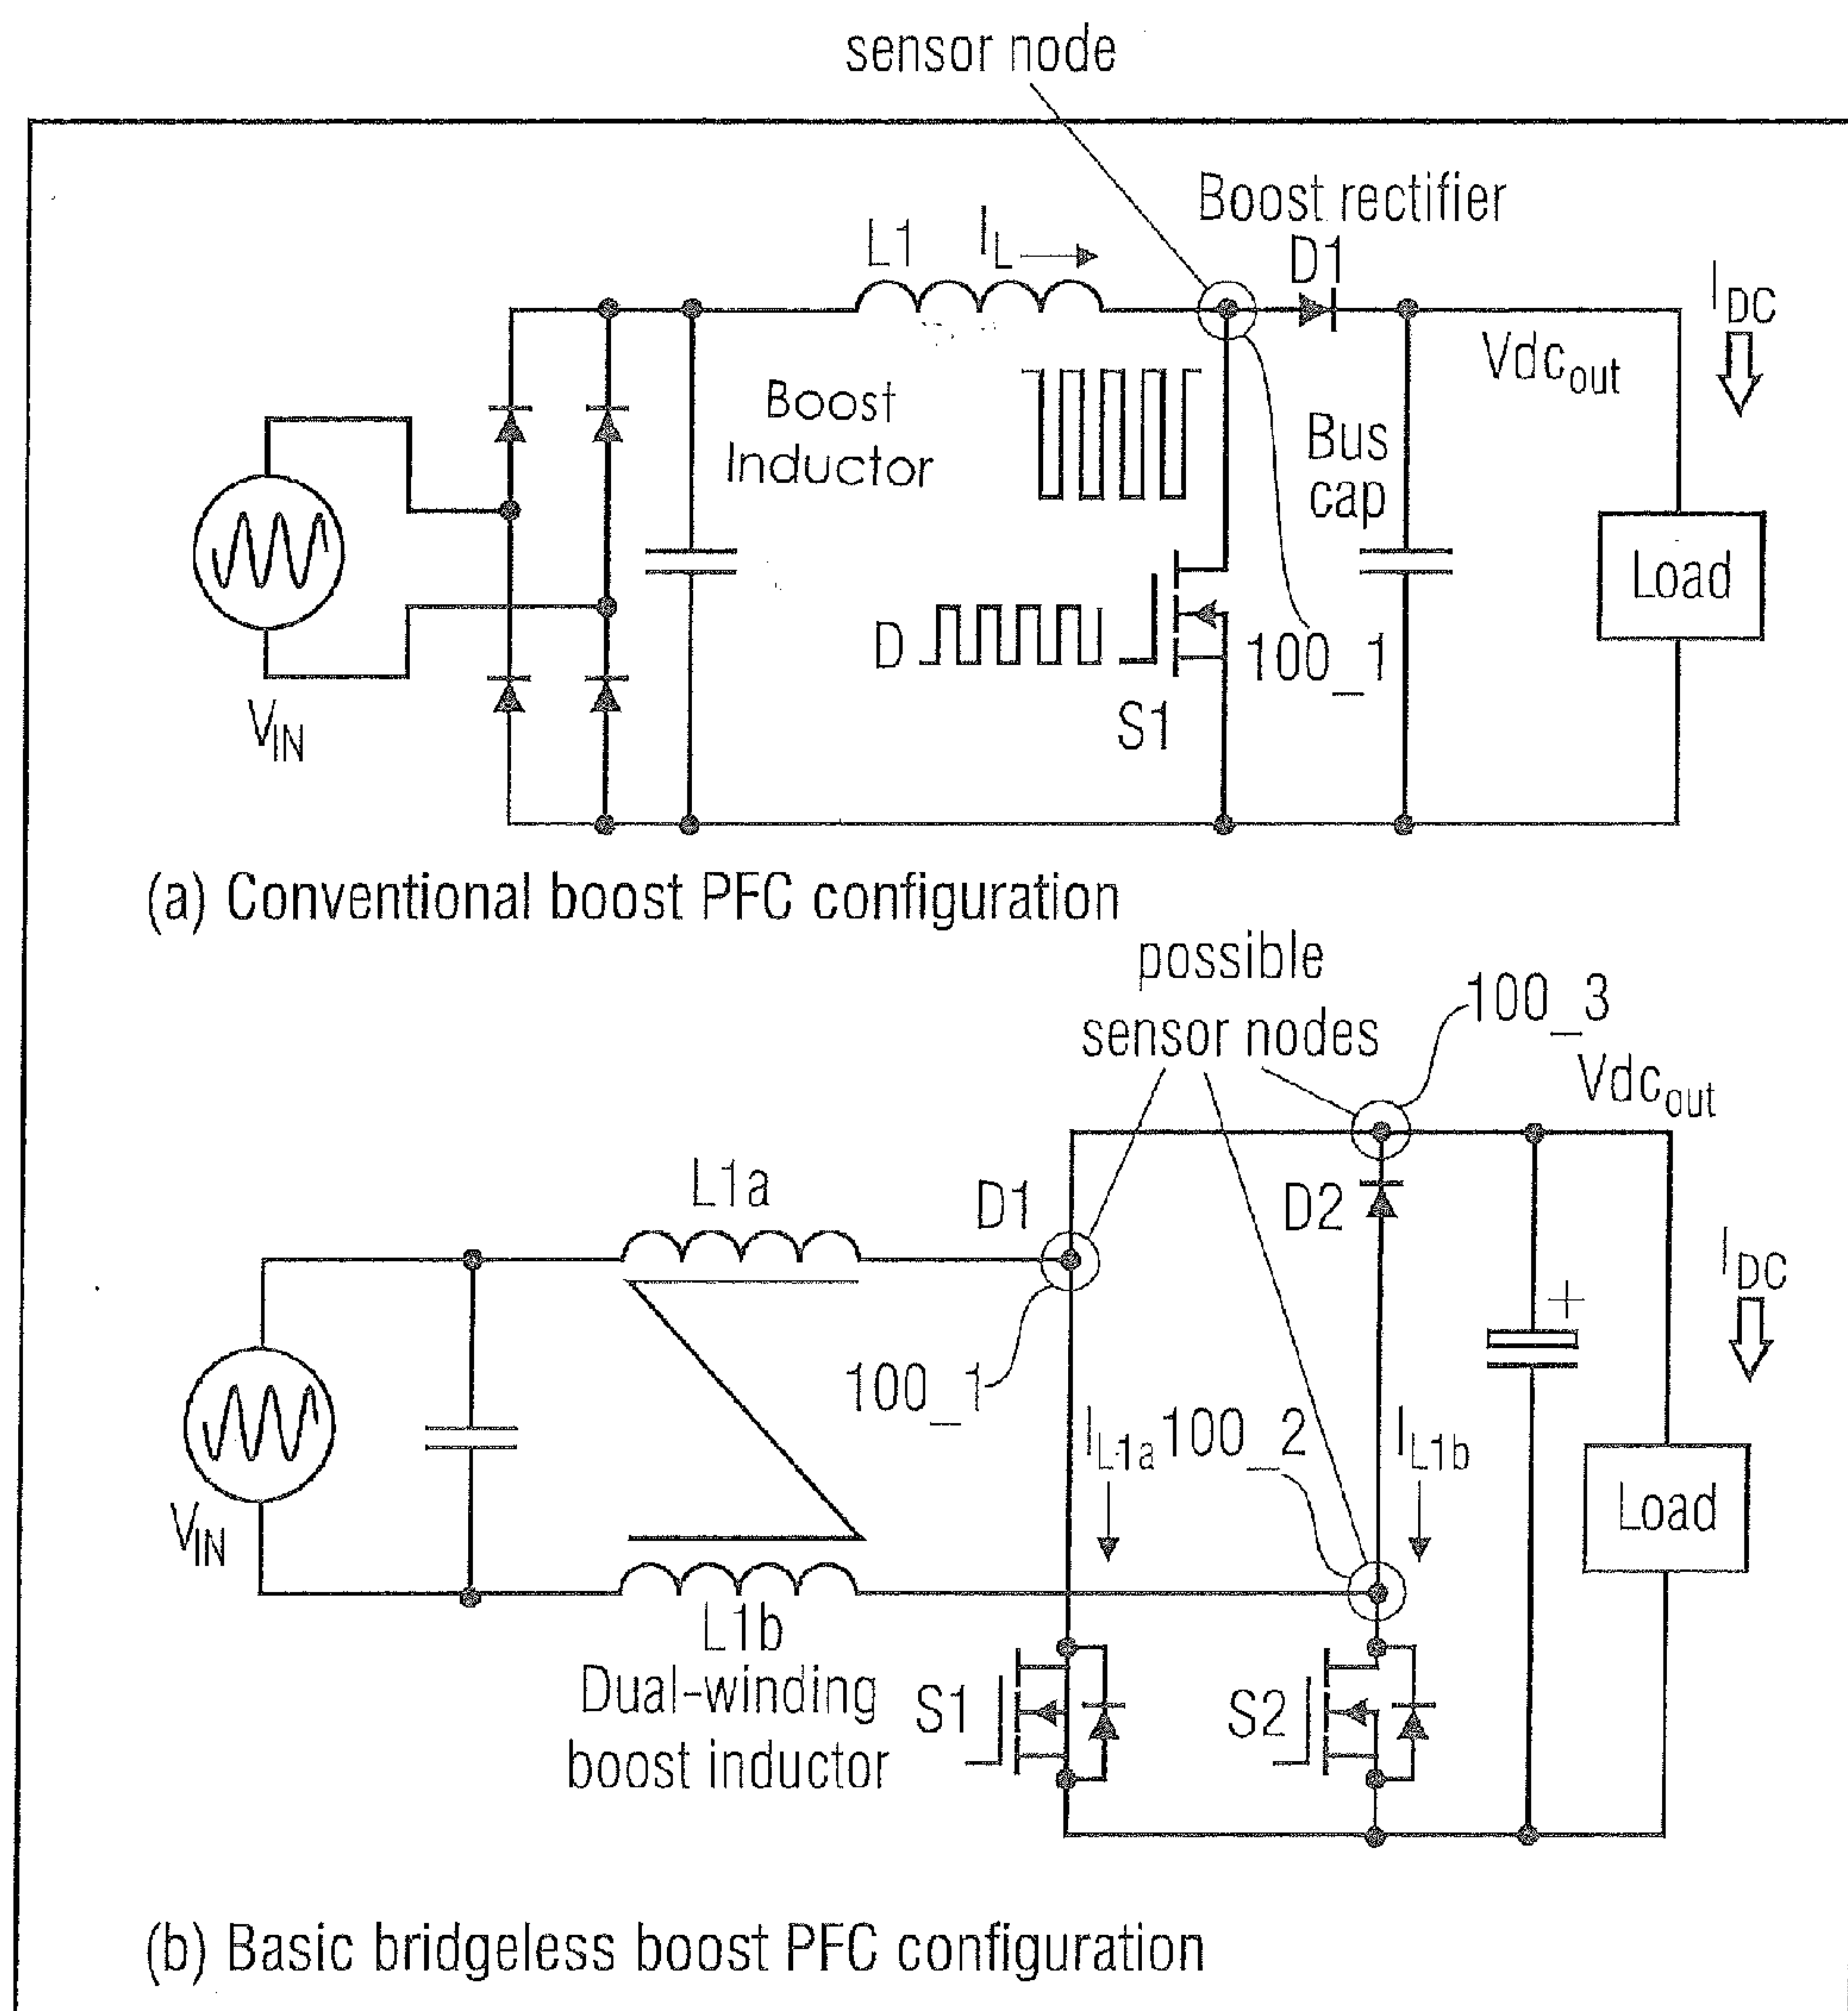 sensor node
Boost rectifier
L1
I_L
D1
I_DC
Vdc_out
Boost
Inductor
Bus
cap
Load
D
100_1
S1
V_IN
(a) Conventional boost PFC configuration
possible
sensor nodes
100_3
Vdc_out
L1a
D1
D2
I_DC
+
100_1
I_L1a
100_2
I_L1b
V_IN
Load
L1b
Dual-winding
boost inductor
S1
S2
(b) Basic bridgeless boost PFC configuration